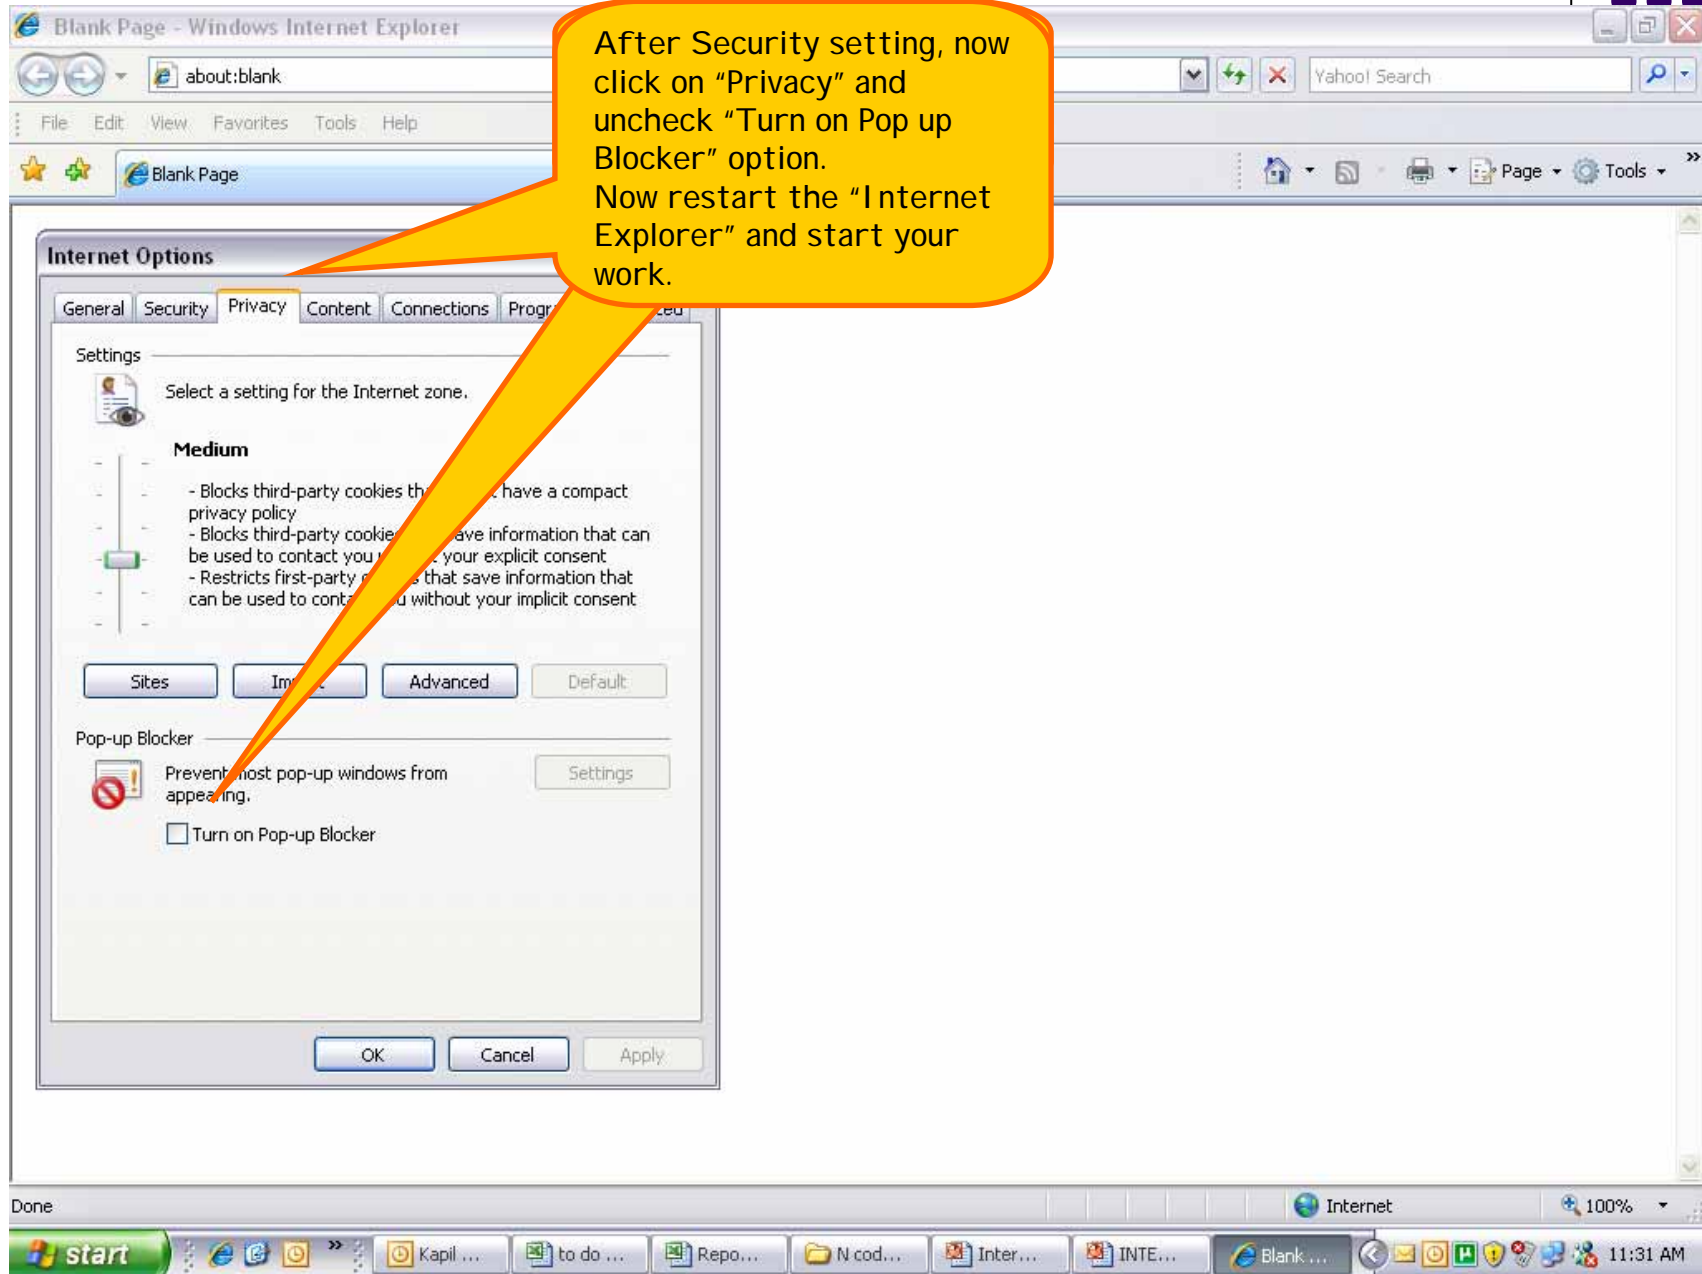 Blank Page - Windows Internet Explorer
about:blank
Yahoo! Search
File Edit View Favorites Tools Help
Blank Page
Page Tools
After Security setting, now
click on “Privacy” and
uncheck “Turn on Pop up
Blocker” option.
Now restart the “Internet
Explorer” and start your
work.
Internet Options
General Security Privacy Content Connections
Settings
Select a setting for the Internet zone.
Medium
- Blocks third-party cookies have a compact
privacy policy
- Blocks third-party information that can
be used to contact you your explicit consent
- Restricts first-party that save information that
can be used to without your implicit consent
Sites Advanced Default
Pop-up Blocker
Prevent most pop-up windows from
appearing.
Settings
Turn on Pop-up Blocker
OK Cancel Apply
Done Internet 100%
start Kapil ... to do ... Repo... N cod... Inter... INTE... Blank ... 11:31 AM